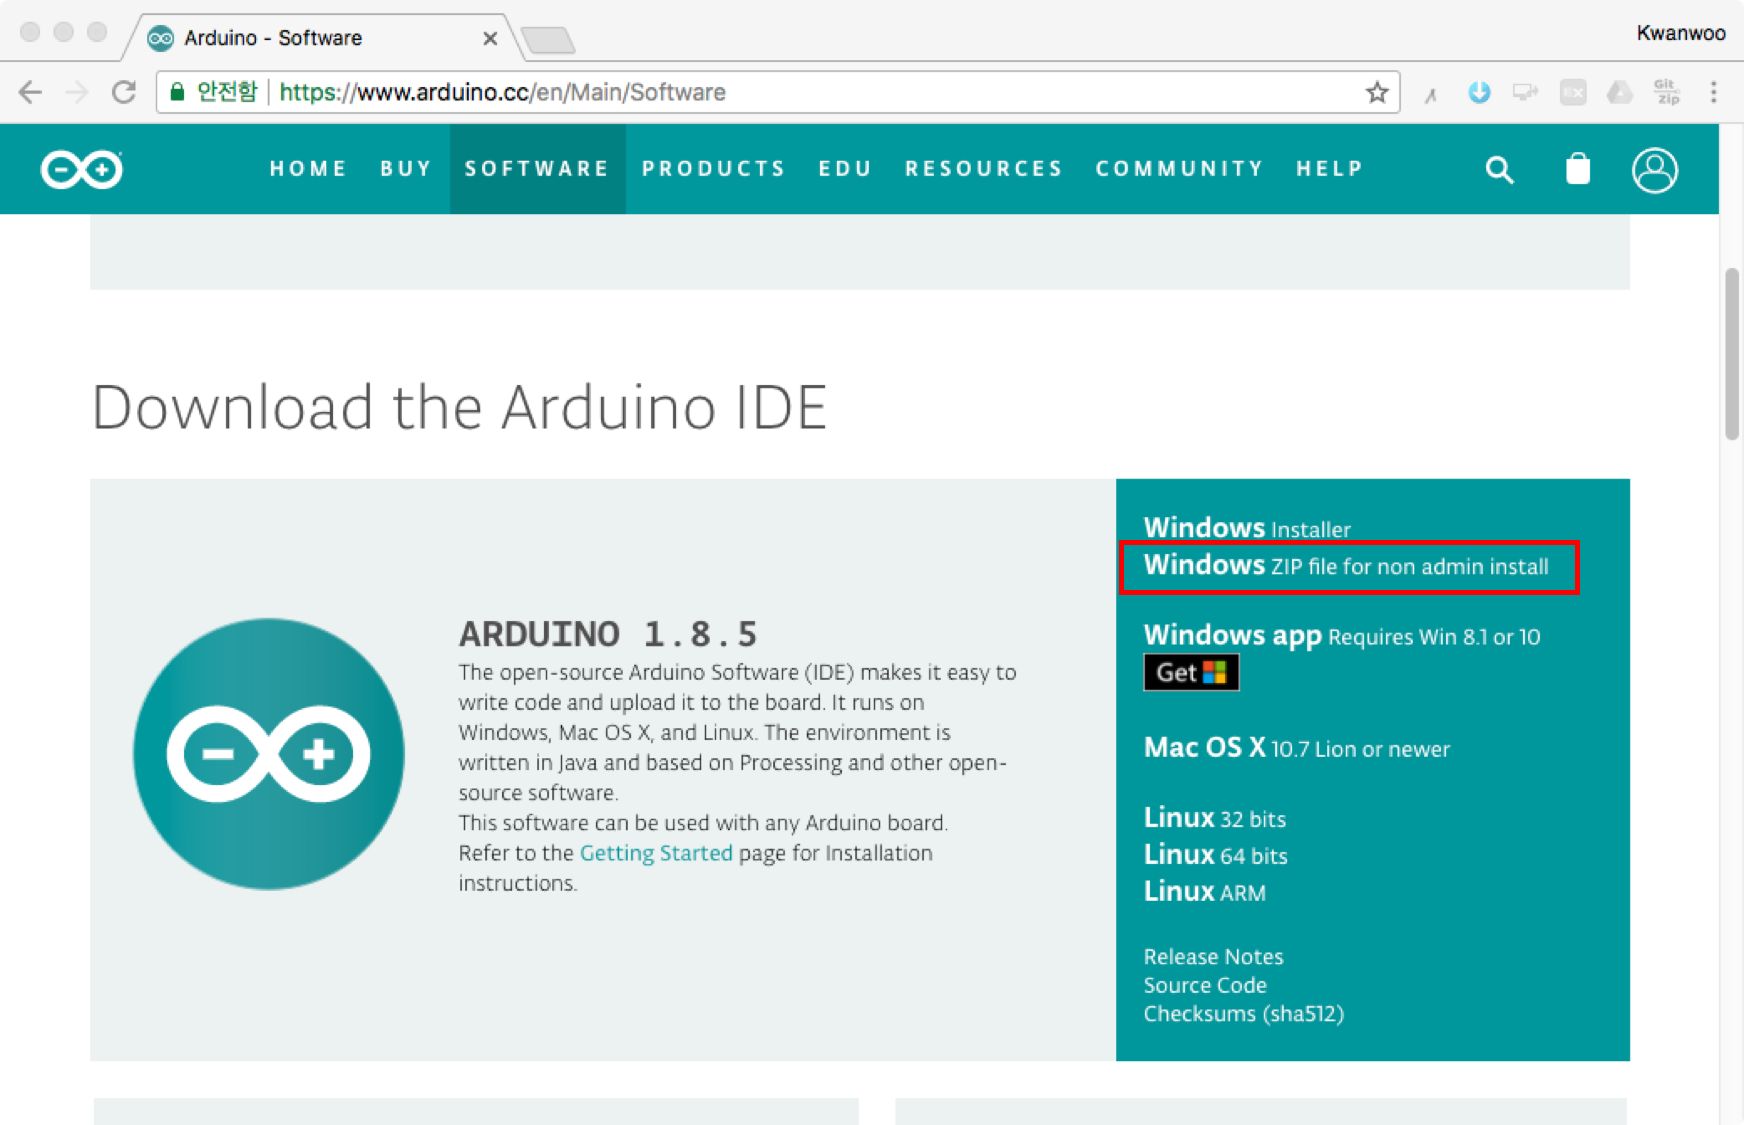 Arduino - Software
Kwanwoo
안전함 https://www.arduino.cc/en/Main/Software
Git
Zip
HOME BUY SOFTWARE PRODUCTS EDU RESOURCES COMMUNITY HELP
Download the Arduino IDE
ARDUINO 1.8.5
The open-source Arduino Software (IDE) makes it easy to
write code and upload it to the board. It runs on
Windows, Mac OS X, and Linux. The environment is
written in Java and based on Processing and other open-
source software.
This software can be used with any Arduino board.
Refer to the Getting Started page for Installation
instructions.
Windows Installer
Windows ZIP file for non admin install
Windows app Requires Win 8.1 or 10
Get
Mac OS X 10.7 Lion or newer
Linux 32 bits
Linux 64 bits
Linux ARM
Release Notes
Source Code
Checksums (sha512)